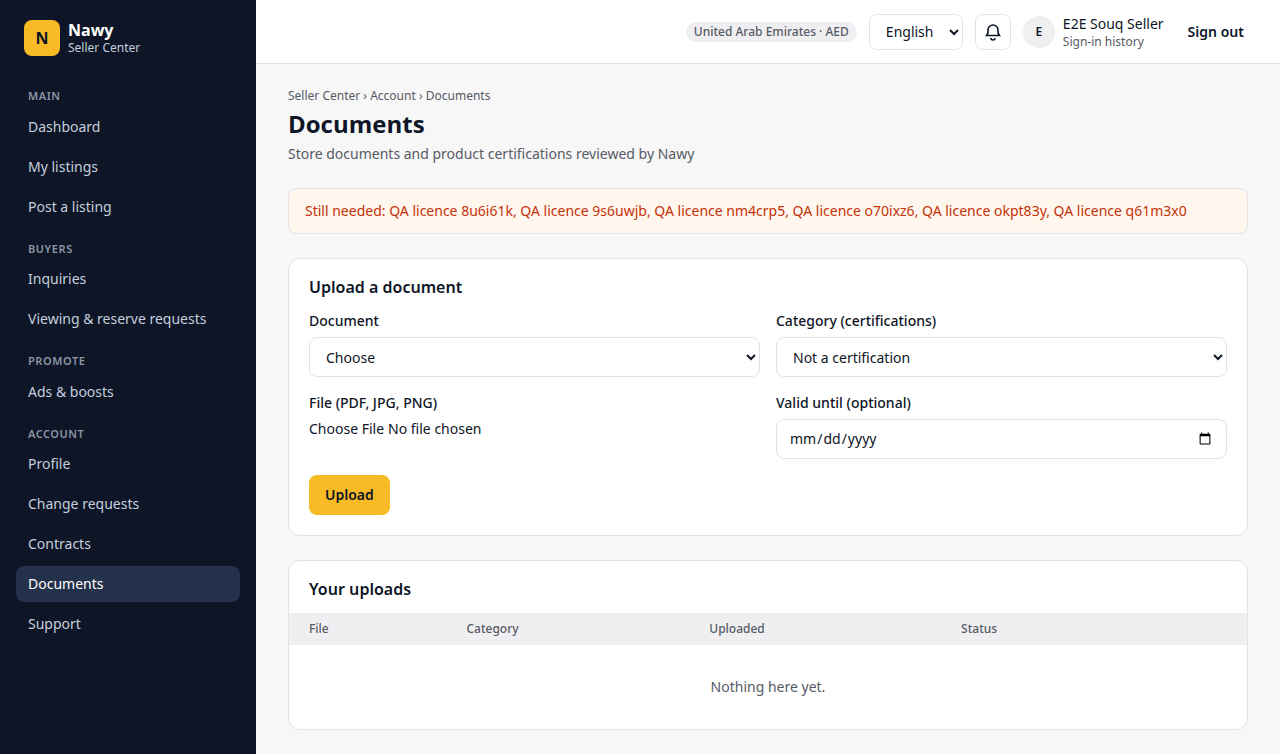 N
Nawy
Seller Center
MAIN
Dashboard
My listings
Post a listing
BUYERS
Inquiries
Viewing & reserve requests
PROMOTE
Ads & boosts
ACCOUNT
Profile
Change requests
Contracts
Documents
Support
United Arab Emirates · AED
English
E
E2E Souq Seller
Sign-in history
Sign out
Seller Center › Account › Documents
Documents
Store documents and product certifications reviewed by Nawy
Still needed: QA licence 8u6i61k, QA licence 9s6uwjb, QA licence nm4crp5, QA licence o70ixz6, QA licence okpt83y, QA licence q61m3x0
Upload a document
Document
Choose
Category (certifications)
Not a certification
File (PDF, JPG, PNG)
Choose File No file chosen
Valid until (optional)
mm/dd/yyyy
Upload
Your uploads
File Category Uploaded Status
Nothing here yet.